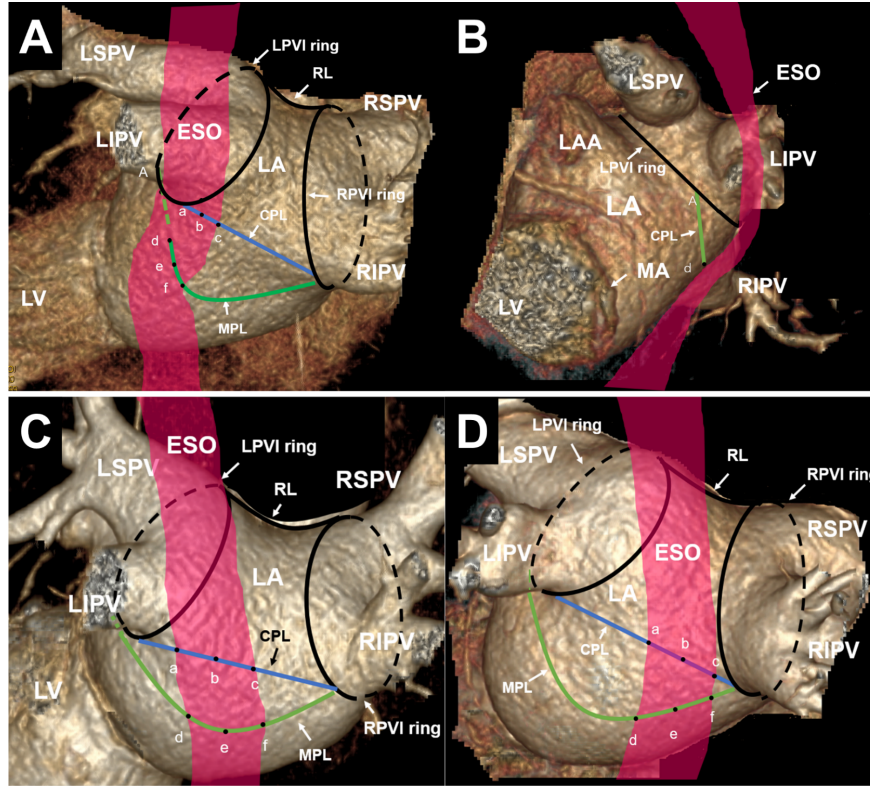 A
LSPV
LPVI ring
RL
RSPV
LIPV
ESO
LA
A
RPVI ring
a
b
CPL
c
d
e
f
RIPV
LV
MPL
B
LSPV
ESO
LAA
LPVI ring
LIPV
LA
A
CPL
d
MA
RIPV
LV
C
ESO
LPVI ring
LSPV
RL
RSPV
LA
LIPV
CPL
RIPV
a
b
c
LV
d
e
f
MPL
RPVI ring
D
LPVI ring
LSPV
RL
RPVI ring
RSPV
LIPV
ESO
LA
a
CPL
b
c
RIPV
MPL
d
e
f